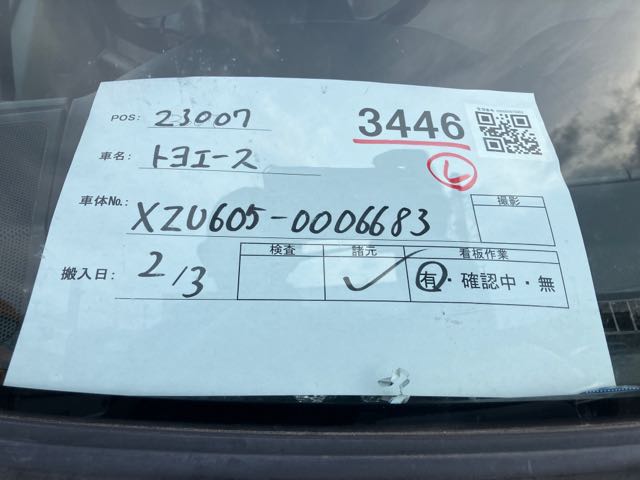 POS: 23007
3446
車名: トヨエース
レ
車体No.: XZU605-0006683
撮影
搬入日: 2/3
検査 諸元 看板作業
有・確認中・無